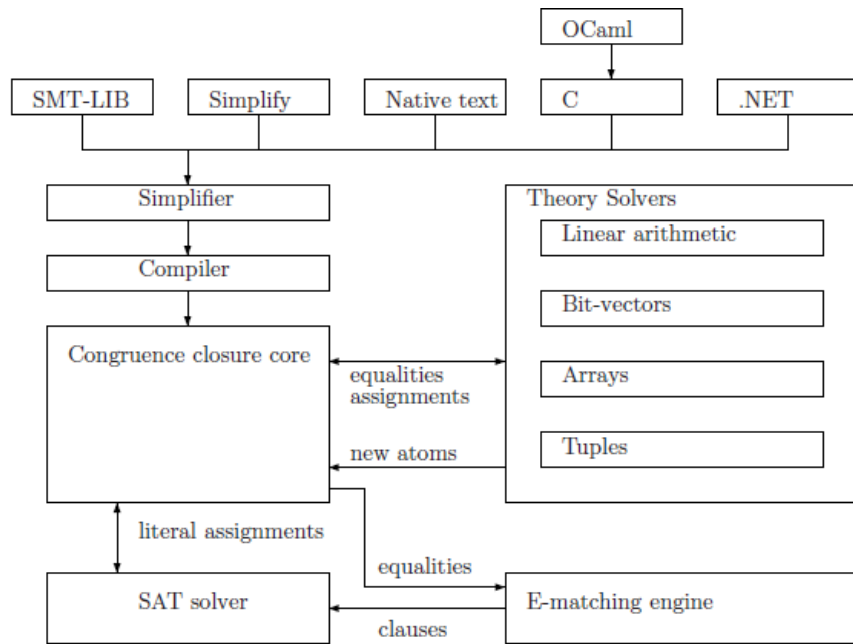 OCaml
SMT-LIB
Simplify
Native text
C
.NET
Simplifier
Theory Solvers
Linear arithmetic
Compiler
Bit-vectors
Congruence closure core
equalities
assignments
Arrays
new atoms
Tuples
literal assignments
equalities
SAT solver
E-matching engine
clauses